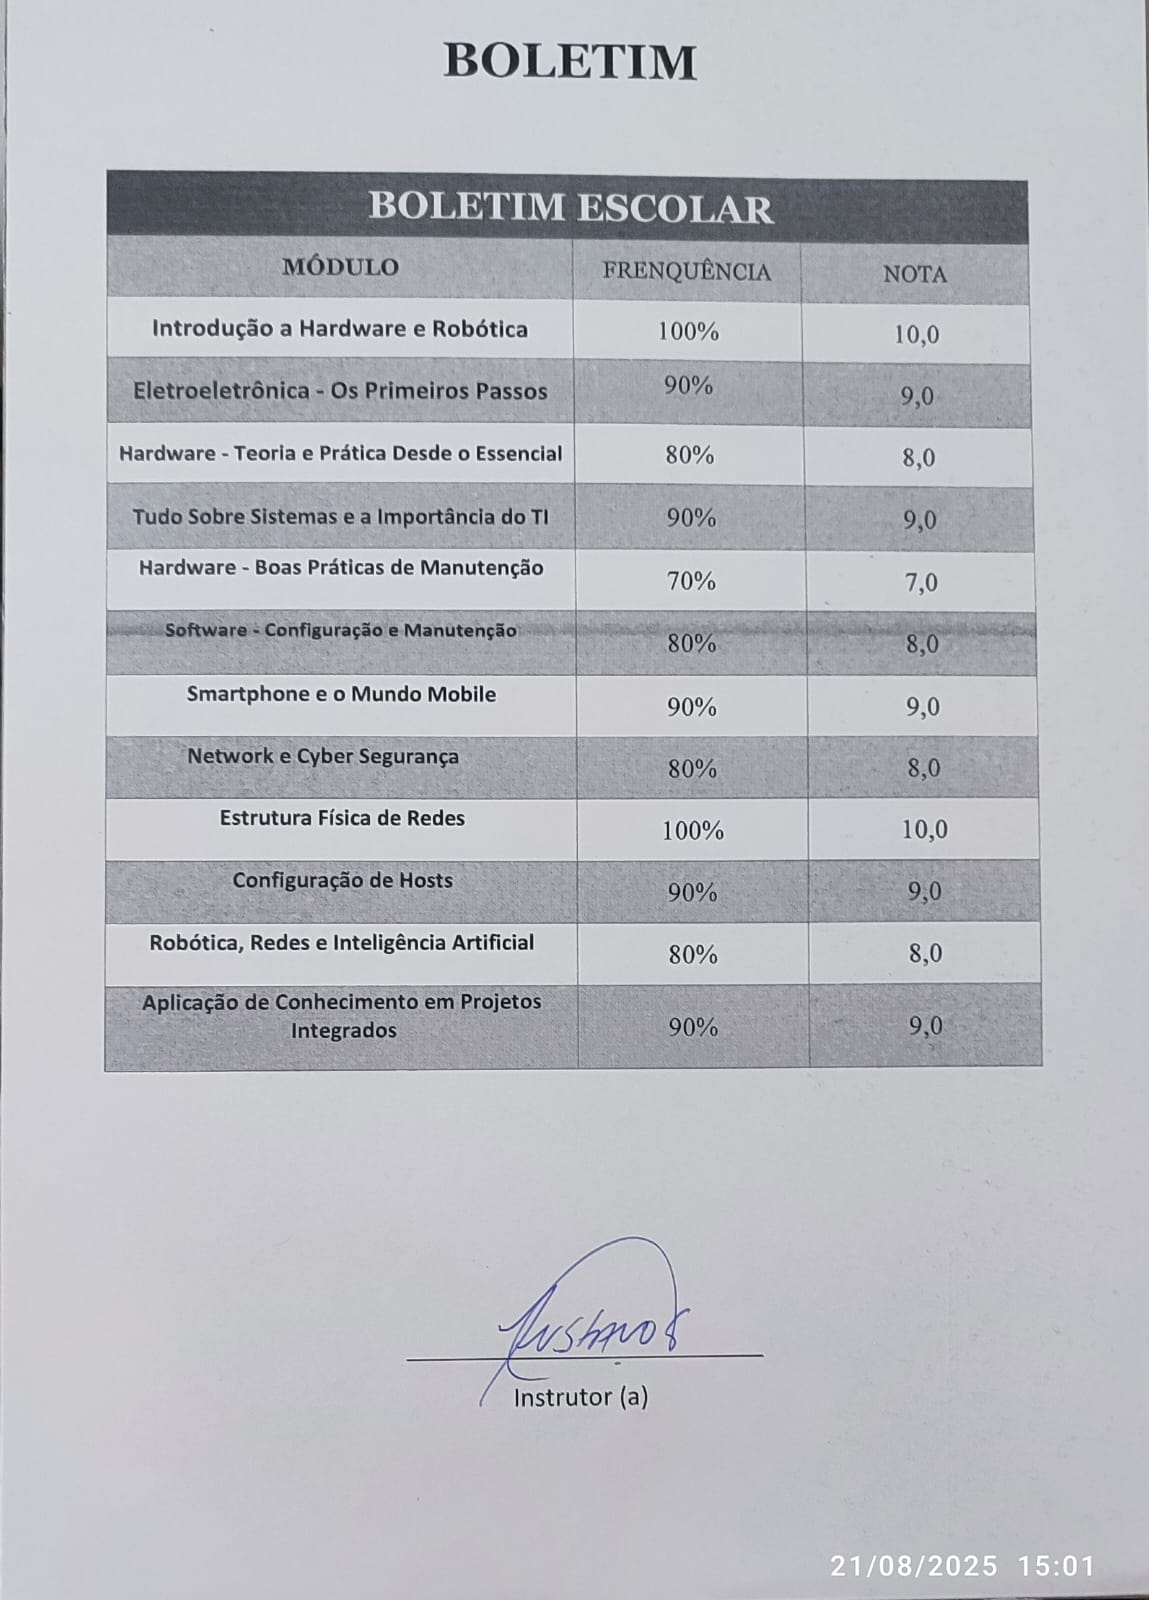 BOLETIM
BOLETIM ESCOLAR
MÓDULO FRENQUÊNCIA NOTA
Introdução a Hardware e Robótica 100% 10,0
Eletroeletrônica - Os Primeiros Passos 90% 9,0
Hardware - Teoria e Prática Desde o Essencial 80% 8,0
Tudo Sobre Sistemas e a Importância do TI 90% 9,0
Hardware - Boas Práticas de Manutenção 70% 7,0
Software - Configuração e Manutenção 80% 8,0
Smartphone e o Mundo Mobile 90% 9,0
Network e Cyber Segurança 80% 8,0
Estrutura Física de Redes 100% 10,0
Configuração de Hosts 90% 9,0
Robótica, Redes e Inteligência Artificial 80% 8,0
Aplicação de Conhecimento em Projetos
Integrados 90% 9,0
Instrutor (a)
21/08/2025 15:01